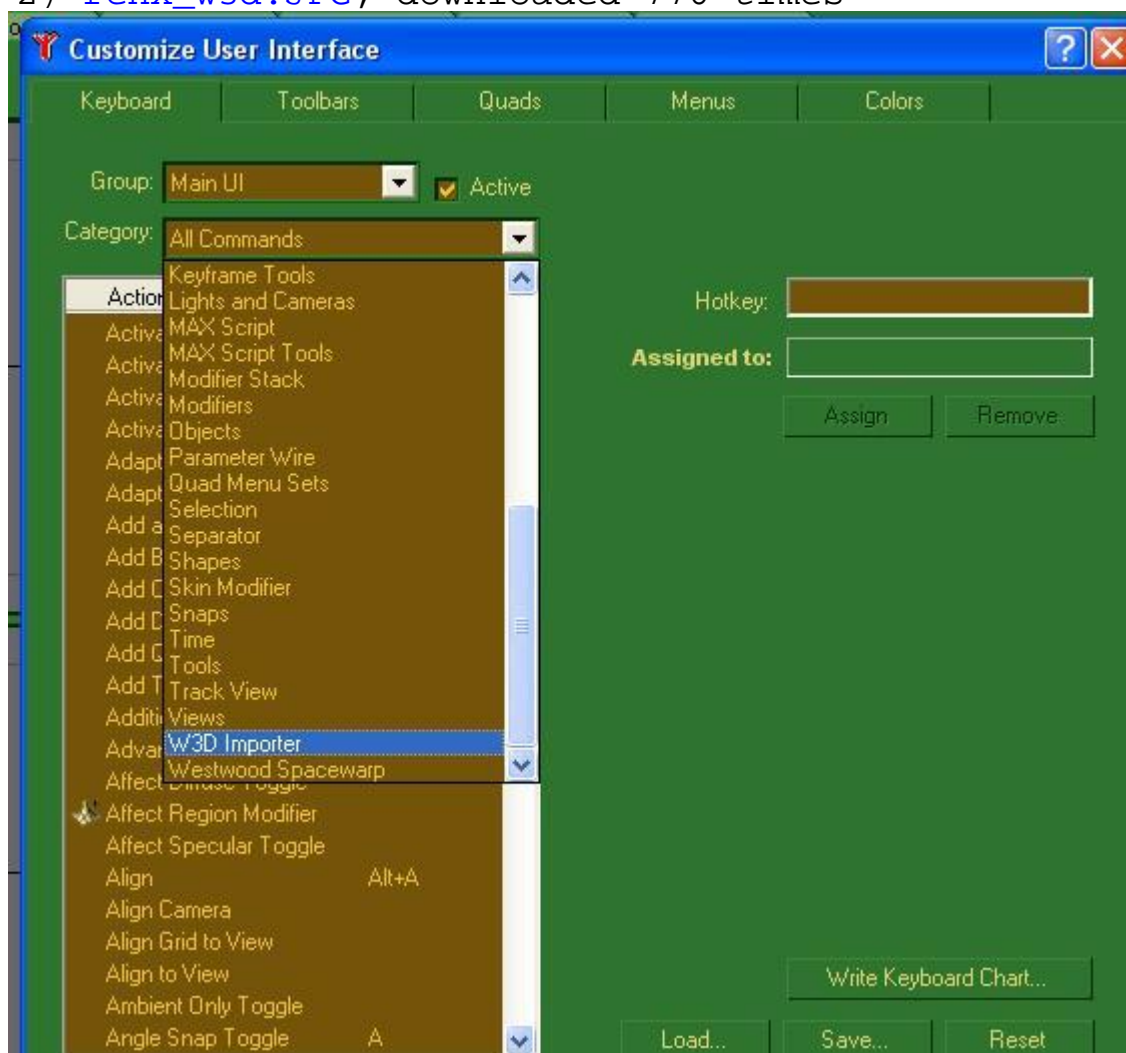 Customize User Interface
Keyboard Toolbars Quads Menus Colors
Group: Main UI Active
Category: All Commands
Keyframe Tools
Lights and Cameras
MAX Script
MAX Script Tools
Modifier Stack
Modifiers
Objects
Parameter Wire
Quad Menu Sets
Selection
Separator
Shapes
Skin Modifier
Snaps
Time
Tools
Track View
Views
W3D Importer
Westwood Spacewarp
Affect Region Modifier
Affect Specular Toggle
Align Alt+A
Align Camera
Align Grid to View
Align to View
Ambient Only Toggle
Angle Snap Toggle A
Hotkey:
Assigned to:
Assign Remove
Write Keyboard Chart...
Load... Save... Reset